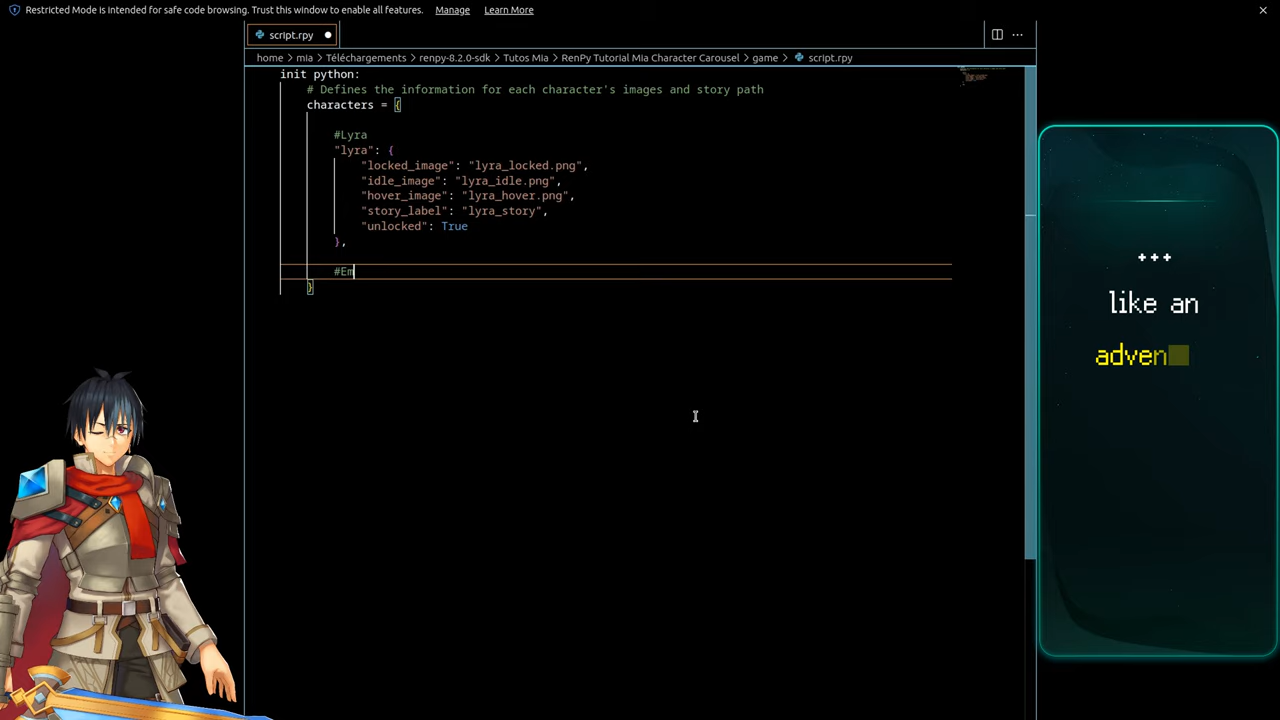 Restricted Mode is intended for safe code browsing. Trust this window to enable all features. Manage Learn More
script.rpy
home > mia > Téléchargements > renpy-8.2.0-sdk > Tutos Mia > RenPy Tutorial Mia Character Carousel > game > script.rpy
init python:
# Defines the information for each character's images and story path
characters = {
#Lyra
"lyra": {
"locked_image": "lyra_locked.png",
"idle_image": "lyra_idle.png",
"hover_image": "lyra_hover.png",
"story_label": "lyra_story",
"unlocked": True
},
#Em
}
...
like an
adven